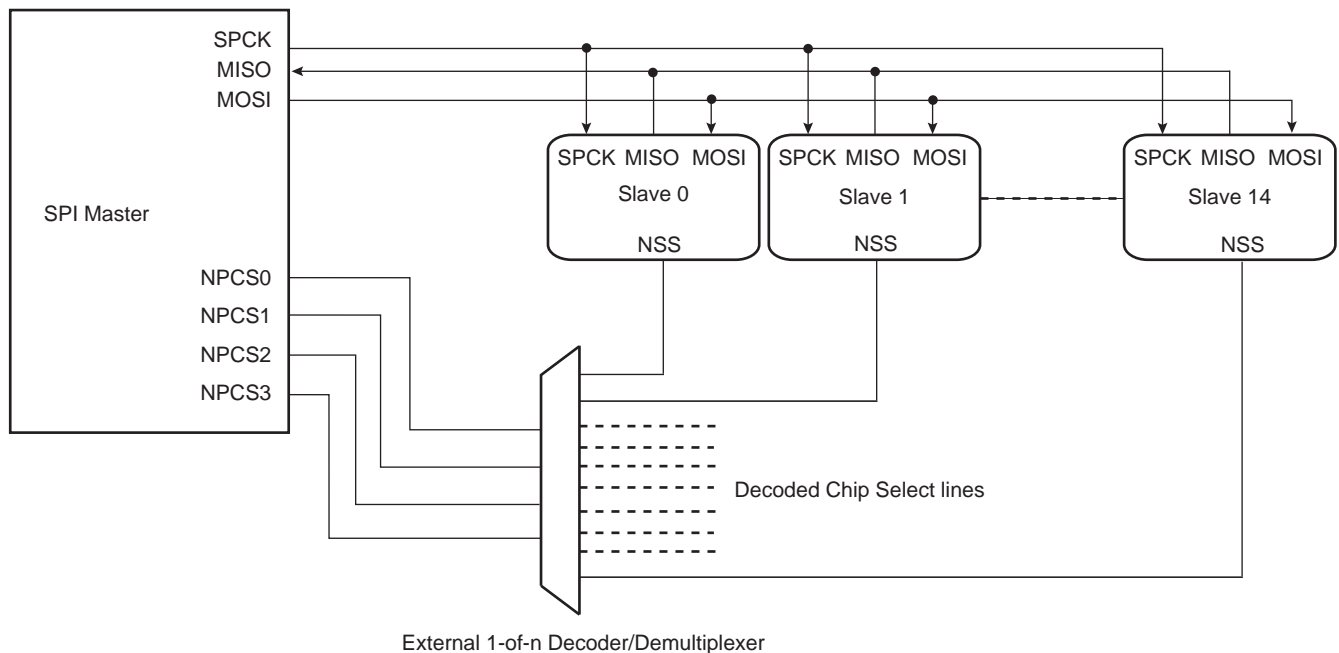 SPCK
MISO
MOSI
SPI Master
NPCS0
NPCS1
NPCS2
NPCS3
SPCK MISO MOSI
Slave 0
NSS
SPCK MISO MOSI
Slave 1
NSS
SPCK MISO MOSI
Slave 14
NSS
Decoded Chip Select lines
External 1-of-n Decoder/Demultiplexer